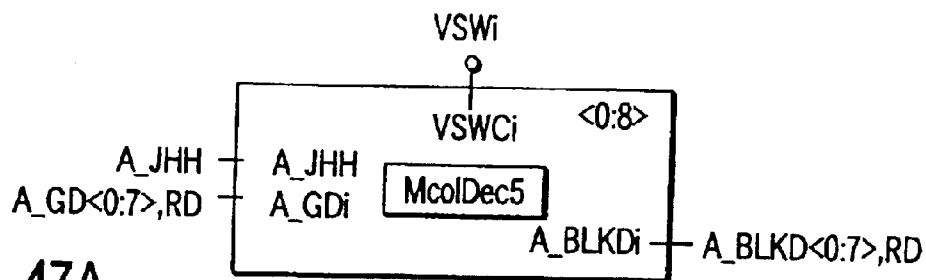 VSWi
VSWCi <0:8>
A_JHH A_JHH
McolDec5
A_GD<0:7>,RD A_GDi
A_BLKDi A_BLKD<0:7>,RD
47A